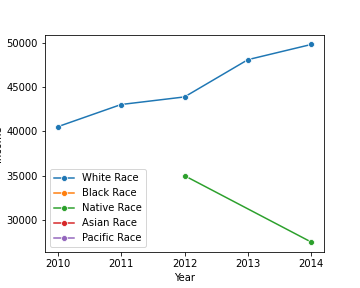 50000
45000
40000
35000
30000
White Race
Black Race
Native Race
Asian Race
Pacific Race
2010 2011 2012 2013 2014
Year